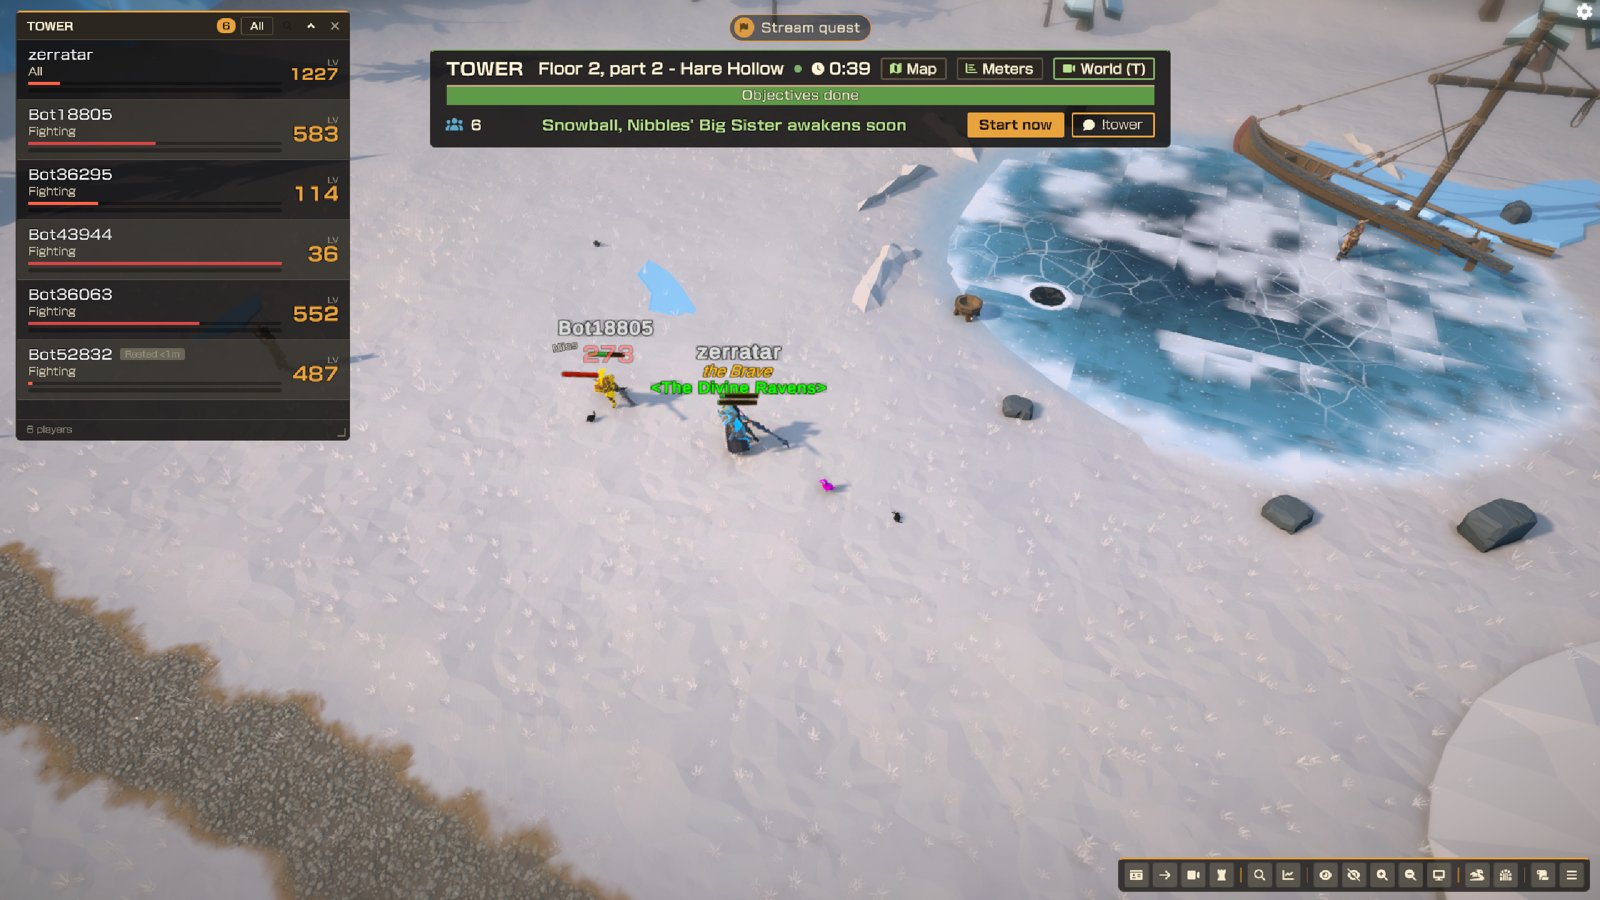 TOWER 6 All
zerratar
All
LV
1227
Bot18805
Fighting
LV
583
Bot36295
Fighting
LV
114
Bot43944
Fighting
LV
36
Bot36063
Fighting
LV
552
Bot52832 Rested <1m
Fighting
LV
487
6 players
Stream quest
TOWER Floor 2, part 2 - Hare Hollow 0:39 Map Meters World (T)
Objectives done
6 Snowball, Nibbles' Big Sister awakens soon Start now !tower
Bot18805
Miss 273
zerratar
the Brave
<The Divine Ravens>